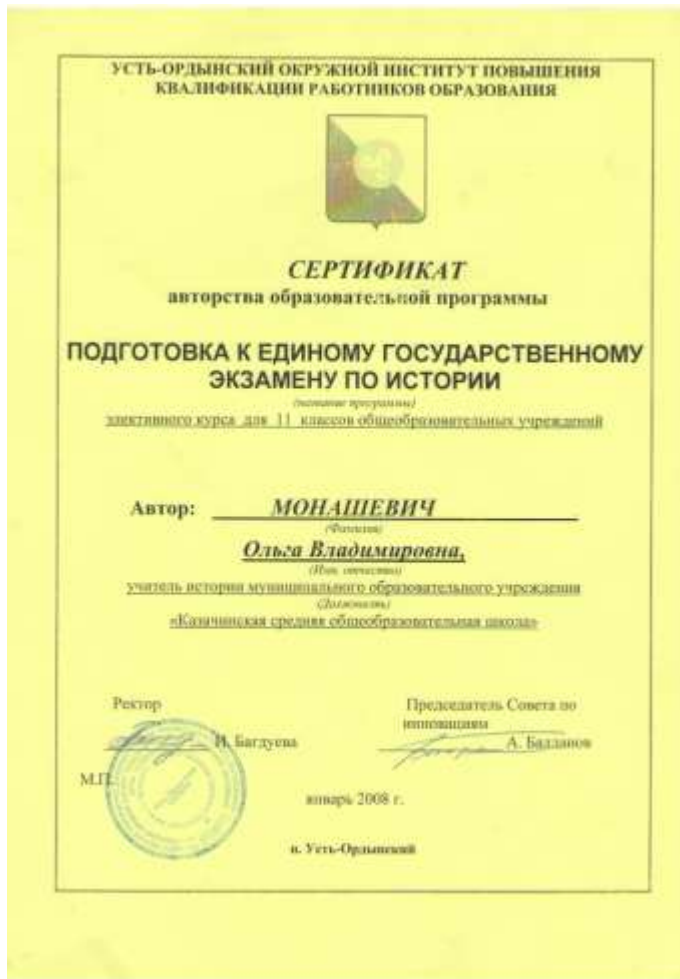 УСТЬ-ОРДЫНСКИЙ ОКРУЖНОЙ ИНСТИТУТ ПОВЫШЕНИЯ
КВАЛИФИКАЦИИ РАБОТНИКОВ ОБРАЗОВАНИЯ
СЕРТИФИКАТ
авторства образовательной программы
ПОДГОТОВКА К ЕДИНОМУ ГОСУДАРСТВЕННОМУ
ЭКЗАМЕНУ ПО ИСТОРИИ
(название программы)
элективного курса для 11 классов общеобразовательных учреждений
Автор: МОНАШЕВИЧ
(Фамилия)
Ольга Владимировна,
(Имя, отчество)
учитель истории муниципального образовательного учреждения
(Должность)
«Казачинская средняя общеобразовательная школа»
Ректор
Председатель Совета по
инновациям
И. Багдуева
А. Балданов
М.П.
январь 2008 г.
п. Усть-Ордынский